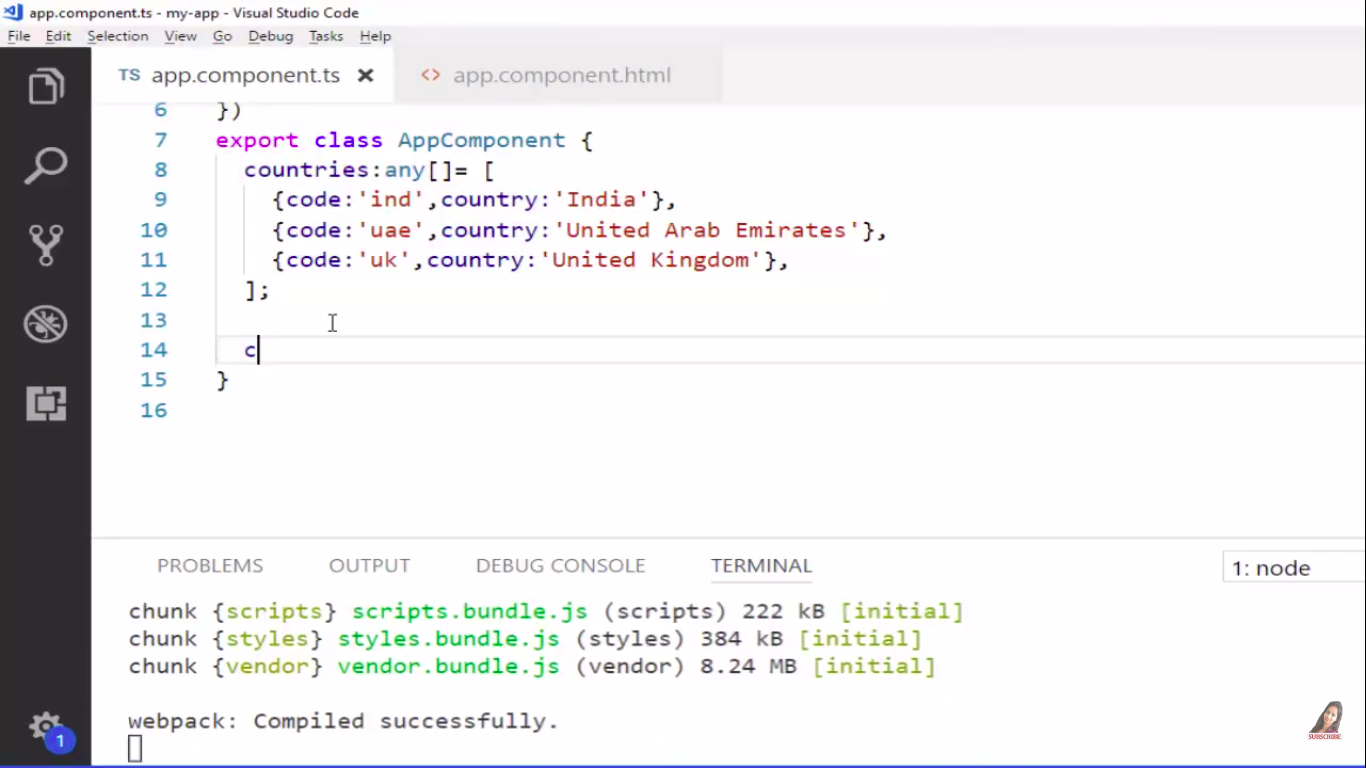 app.component.ts - my-app - Visual Studio Code
File Edit Selection View Go Debug Tasks Help
TS app.component.ts × <> app.component.html
6 })
7 export class AppComponent {
8 countries:any[]= [
9 {code:'ind',country:'India'},
10 {code:'uae',country:'United Arab Emirates'},
11 {code:'uk',country:'United Kingdom'},
12 ];
13
14 c
15 }
16
PROBLEMS OUTPUT DEBUG CONSOLE TERMINAL 1: node
chunk {scripts} scripts.bundle.js (scripts) 222 kB [initial]
chunk {styles} styles.bundle.js (styles) 384 kB [initial]
chunk {vendor} vendor.bundle.js (vendor) 8.24 MB [initial]
webpack: Compiled successfully.
1
SUBSCRIBE